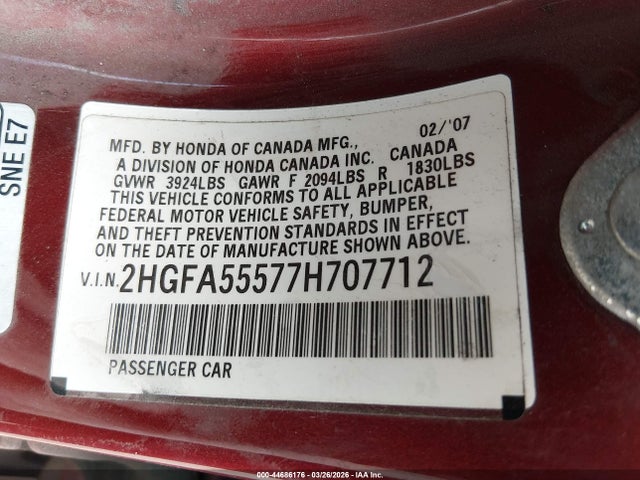 SNE E7
MFD. BY HONDA OF CANADA MFG., 02/'07
A DIVISION OF HONDA CANADA INC. CANADA
GVWR 3924LBS GAWR F 2094LBS R 1830LBS
THIS VEHICLE CONFORMS TO ALL APPLICABLE
FEDERAL MOTOR VEHICLE SAFETY, BUMPER,
AND THEFT PREVENTION STANDARDS IN EFFECT
ON THE DATE OF MANUFACTURE SHOWN ABOVE.
V.I.N. 2HGFA55577H707712
PASSENGER CAR
000-44686176 | 03/26/2026 | IAA Inc.